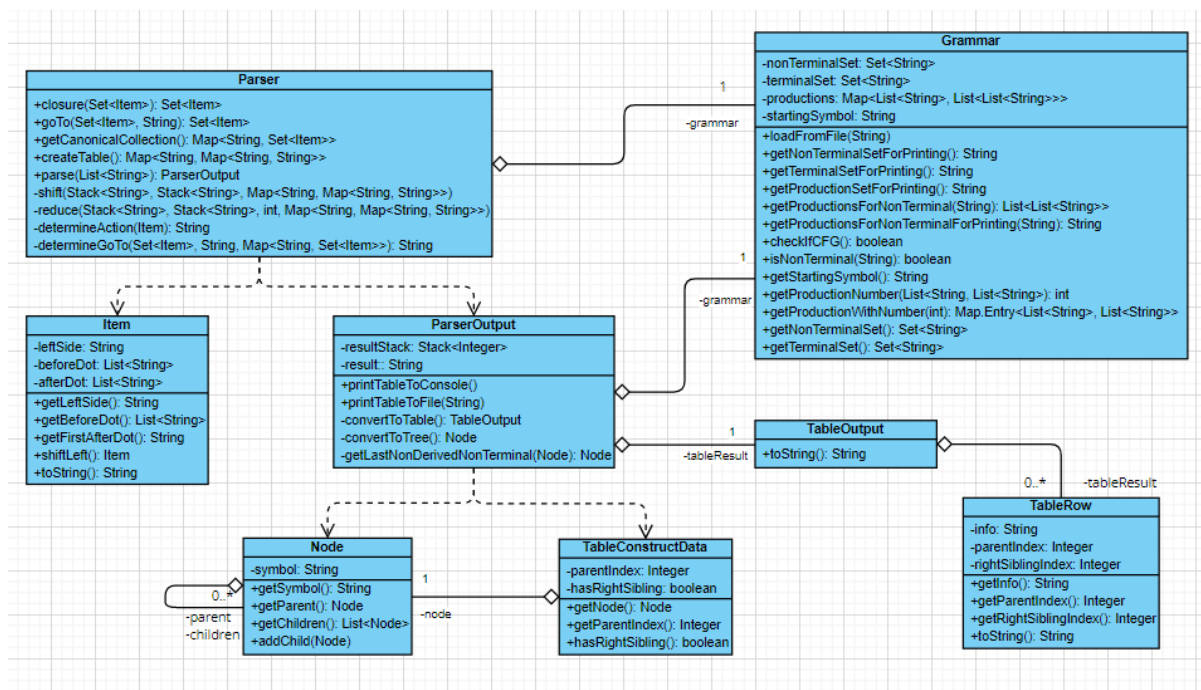 Parser
+closure(Set<Item>): Set<Item>
+goTo(Set<Item>, String): Set<Item>
+getCanonicalCollection(): Map<String, Set<Item>>
+createTable(): Map<String, Map<String, String>>
+parse(List<String>): ParserOutput
-shift(Stack<String>, Stack<String>, Map<String, Map<String, String>>)
-reduce(Stack<String>, Stack<String>, int, Map<String, Map<String, String>>)
-determineAction(Item): String
-determineGoTo(Set<Item>, String, Map<String, Set<Item>>): String
1
-grammar
Grammar
-nonTerminalSet: Set<String>
-terminalSet: Set<String>
-productions: Map<List<String>, List<List<String>>>
-startingSymbol: String
+loadFromFile(String)
+getNonTerminalSetForPrinting(): String
+getTerminalSetForPrinting(): String
+getProductionSetForPrinting(): String
+getProductionsForNonTerminal(String): List<List<String>>
+getProductionsForNonTerminalForPrinting(String): String
+checkIfCFG(): boolean
+isNonTerminal(String): boolean
+getStartingSymbol(): String
+getProductionNumber(List<String, List<String>): int
+getProductionWithNumber(int): Map.Entry<List<String>, List<String>>
+getNonTerminalSet(): Set<String>
+getTerminalSet(): Set<String>
1
-grammar
Item
-leftSide: String
-beforeDot: List<String>
-afterDot: List<String>
+getLeftSide(): String
+getBeforeDot(): List<String>
+getFirstAfterDot(): String
+shiftLeft(): Item
+toString(): String
ParserOutput
-resultStack: Stack<Integer>
-result:: String
+printTableToConsole()
+printTableToFile(String)
-convertToTable(): TableOutput
-convertToTree(): Node
-getLastNonDerivedNonTerminal(Node): Node
1
-tableResult
TableOutput
+toString(): String
0..*
-tableResult
TableRow
-info: String
-parentIndex: Integer
-rightSiblingIndex: Integer
+getInfo(): String
+getParentIndex(): Integer
+getRightSiblingIndex(): Integer
+toString(): String
Node
-symbol: String
+getSymbol(): String
+getParent(): Node
+getChildren(): List<Node>
+addChild(Node)
0..*
-parent
-children
1
-node
TableConstructData
-parentIndex: Integer
-hasRightSibling: boolean
+getNode(): Node
+getParentIndex(): Integer
+hasRightSibling(): boolean